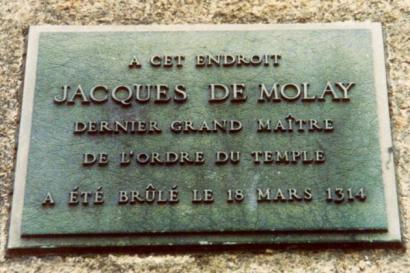 A CET ENDROIT
JACQUES DE MOLAY
DERNIER GRAND MAÎTRE
DE L'ORDRE DU TEMPLE
A ÉTÉ BRÛLÉ LE 18 MARS 1314